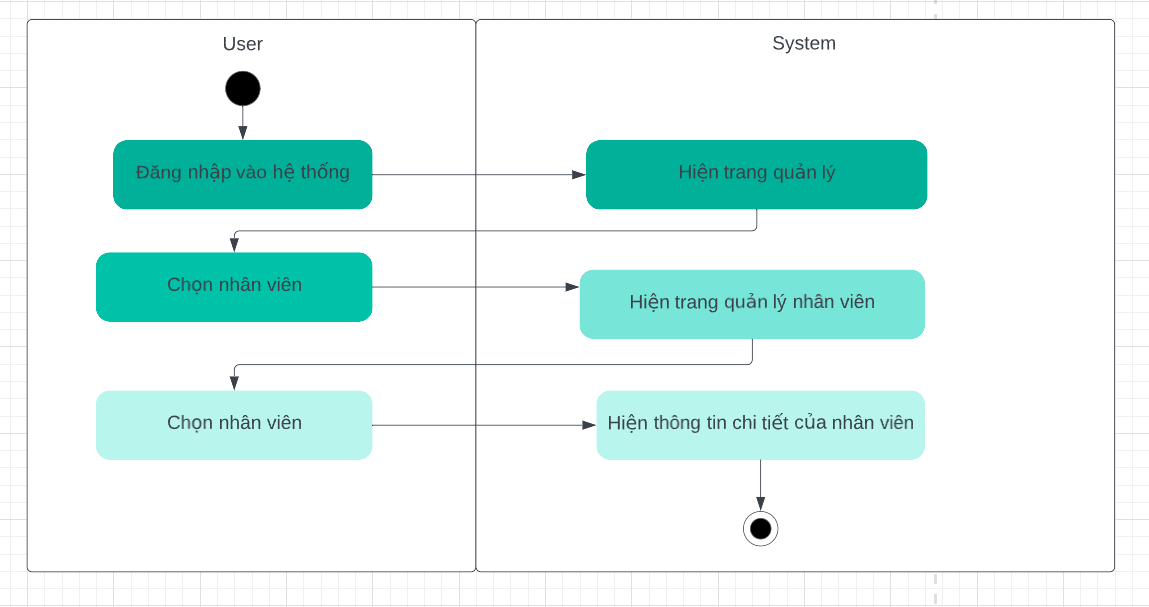 User
System
Đăng nhập vào hệ thống
Hiện trang quản lý
Chọn nhân viên
Hiện trang quản lý nhân viên
Chọn nhân viên
Hiện thông tin chi tiết của nhân viên